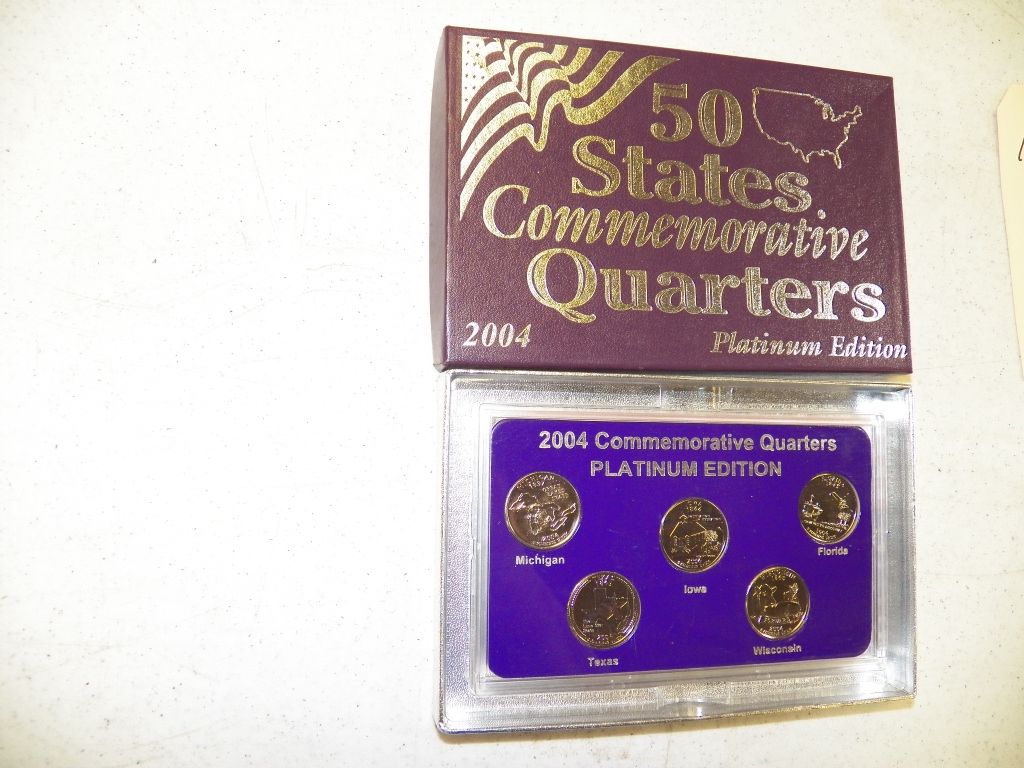 50
States
Commemorative
Quarters
2004
Platinum Edition
2004 Commemorative Quarters
PLATINUM EDITION
Michigan
Iowa
Florida
Texas
Wisconsin